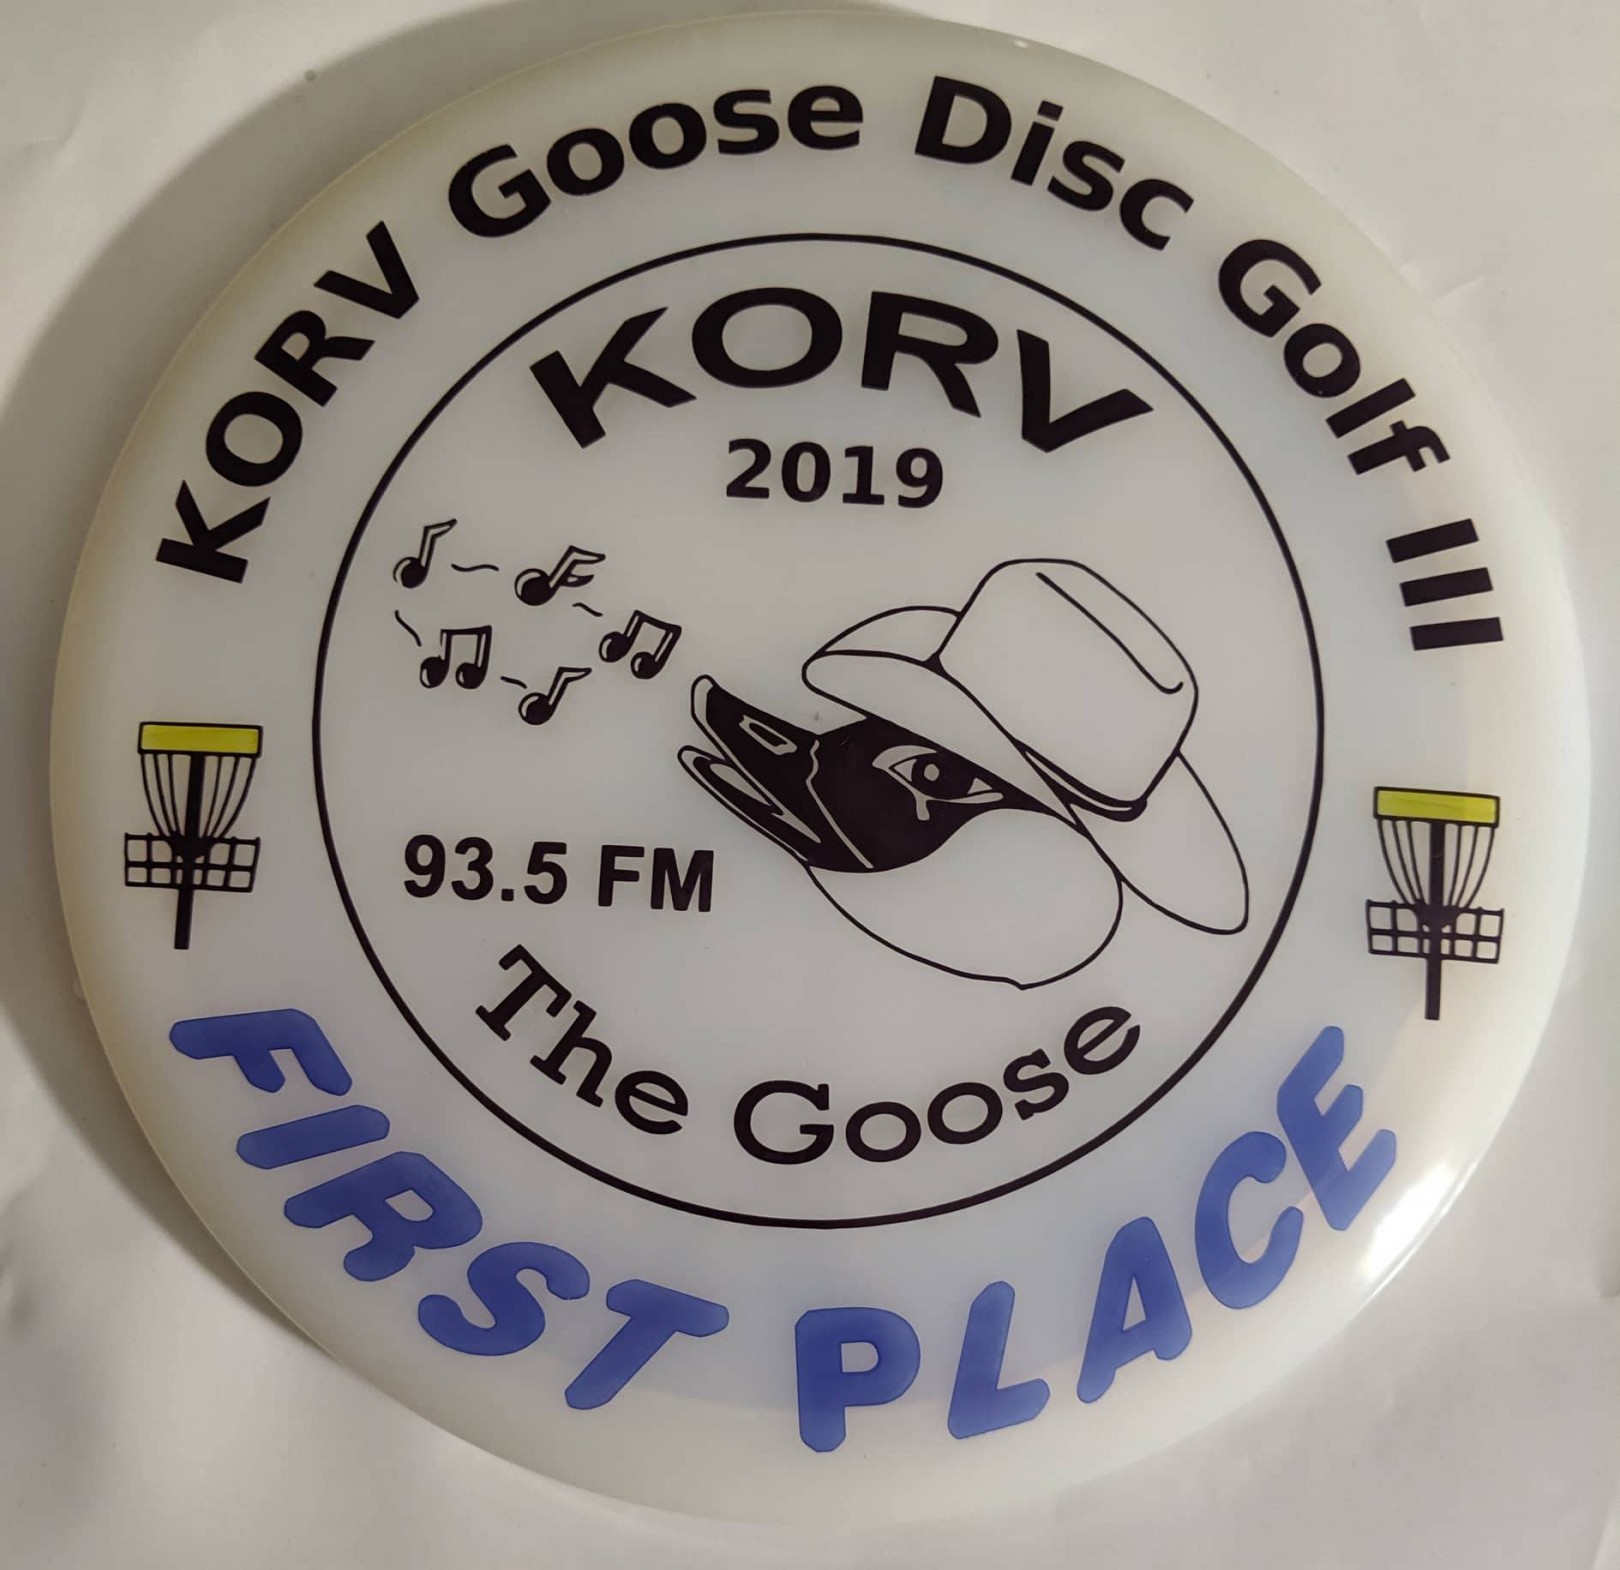 KORV Goose Disc Golf III
KORV
2019
93.5 FM
The Goose
FIRST PLACE